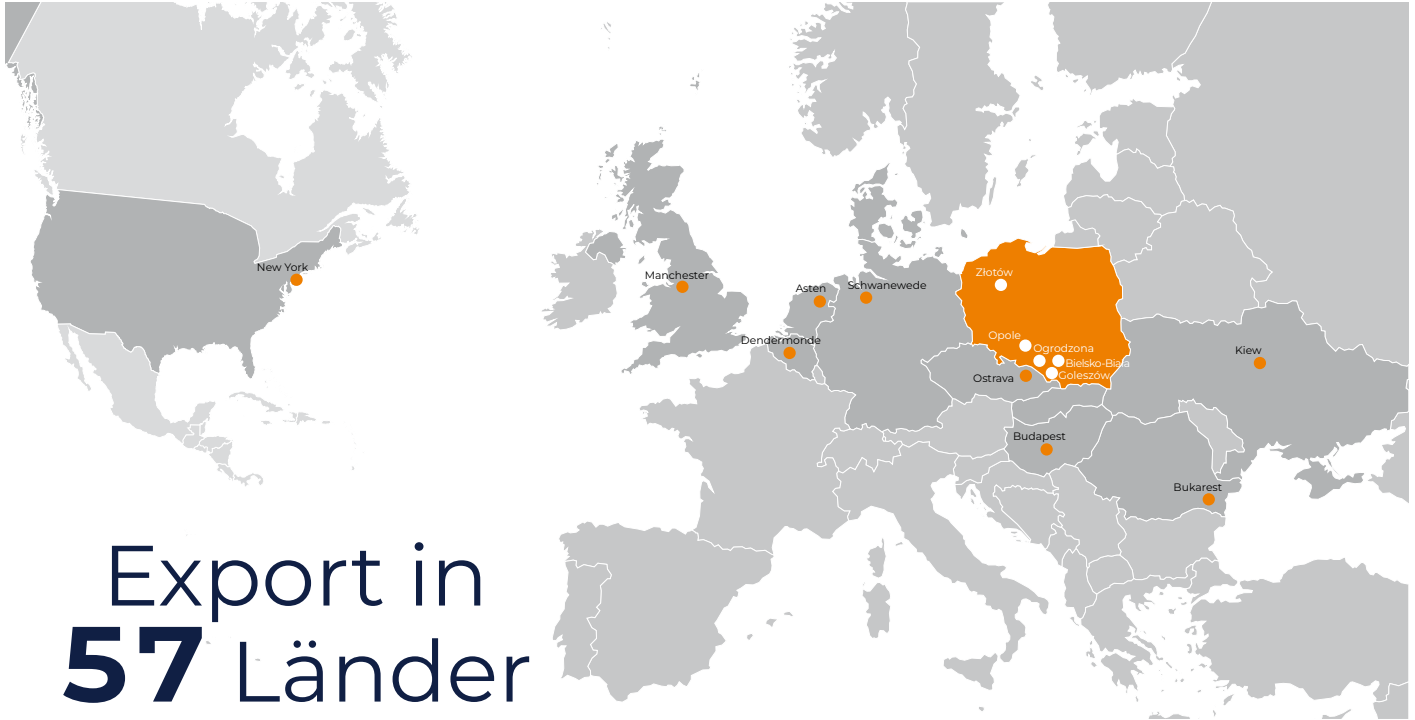 New York
Manchester
Asten
Schwanewede
Dendermonde
Złotów
Opole
Ogrodzona
Bielsko-Biała
Goleszów
Ostrava
Kiew
Budapest
Bukarest
Export in
57 Länder